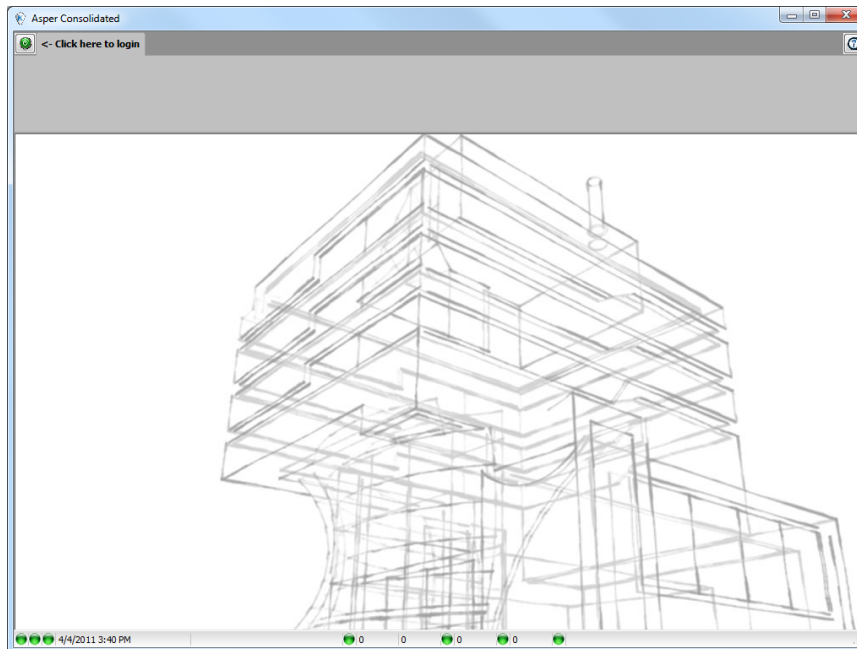 Asper Consolidated
<- Click here to login
4/4/2011 3:40 PM 0 0 0 0